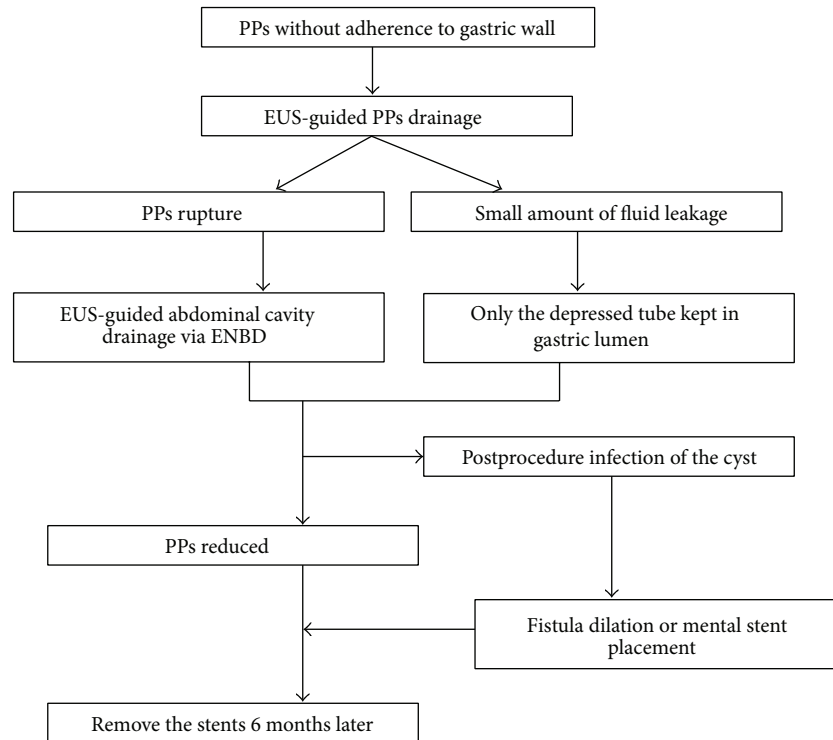 PPs without adherence to gastric wall
EUS-guided PPs drainage
PPs rupture
Small amount of fluid leakage
EUS-guided abdominal cavity
drainage via ENBD
Only the depressed tube kept in
gastric lumen
Postprocedure infection of the cyst
PPs reduced
Fistula dilation or mental stent
placement
Remove the stents 6 months later